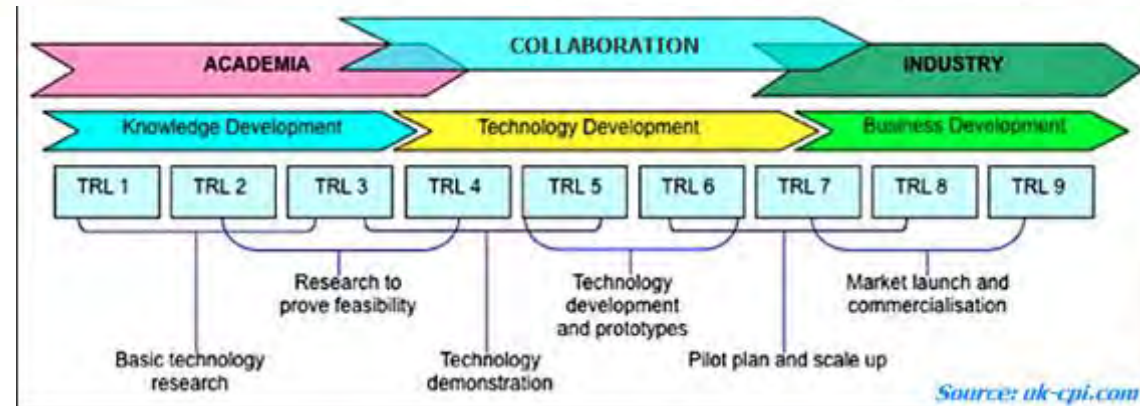 COLLABORATION
ACADEMIA
INDUSTRY
Knowledge Development
Technology Development
Business Development
TRL 1
TRL 2
TRL 3
TRL 4
TRL 5
TRL 6
TRL 7
TRL 8
TRL 9
Research to
prove feasibility
Technology
development
and prototypes
Market launch and
commercialisation
Basic technology
research
Technology
demonstration
Pilot plan and scale up
Source: uk-cpi.com